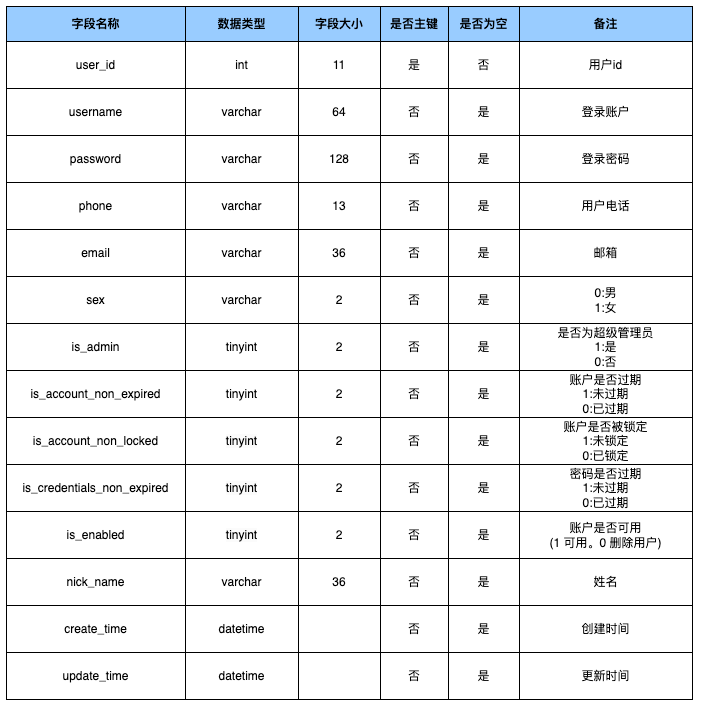 字段名称 数据类型 字段大小 是否主键 是否为空 备注
user_id int 11 是 否 用户id
username varchar 64 否 是 登录账户
password varchar 128 否 是 登录密码
phone varchar 13 否 是 用户电话
email varchar 36 否 是 邮箱
sex varchar 2 否 是 0:男
1:女
is_admin tinyint 2 否 是 是否为超级管理员
1:是
0:否
is_account_non_expired tinyint 2 否 是 账户是否过期
1:未过期
0:已过期
is_account_non_locked tinyint 2 否 是 账户是否被锁定
1:未锁定
0:已锁定
is_credentials_non_expired tinyint 2 否 是 密码是否过期
1:未过期
0:已过期
is_enabled tinyint 2 否 是 账户是否可用
(1 可用。0 删除用户)
nick_name varchar 36 否 是 姓名
create_time datetime 否 是 创建时间
update_time datetime 否 是 更新时间